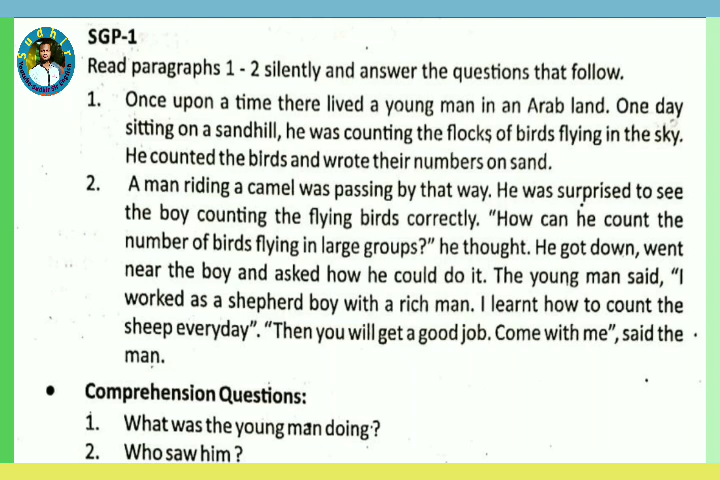 Sudhir
SGP-1
Read paragraphs 1 - 2 silently and answer the questions that follow.
1. Once upon a time there lived a young man in an Arab land. One day
sitting on a sandhill, he was counting the flocks of birds flying in the sky.
He counted the birds and wrote their numbers on sand.
2. A man riding a camel was passing by that way. He was surprised to see
the boy counting the flying birds correctly. "How can he count the
number of birds flying in large groups?" he thought. He got down, went
near the boy and asked how he could do it. The young man said, "I
worked as a shepherd boy with a rich man. I learnt how to count the
sheep everyday". "Then you will get a good job. Come with me", said the
man.
• Comprehension Questions:
1. What was the young man doing?
2. Who saw him?